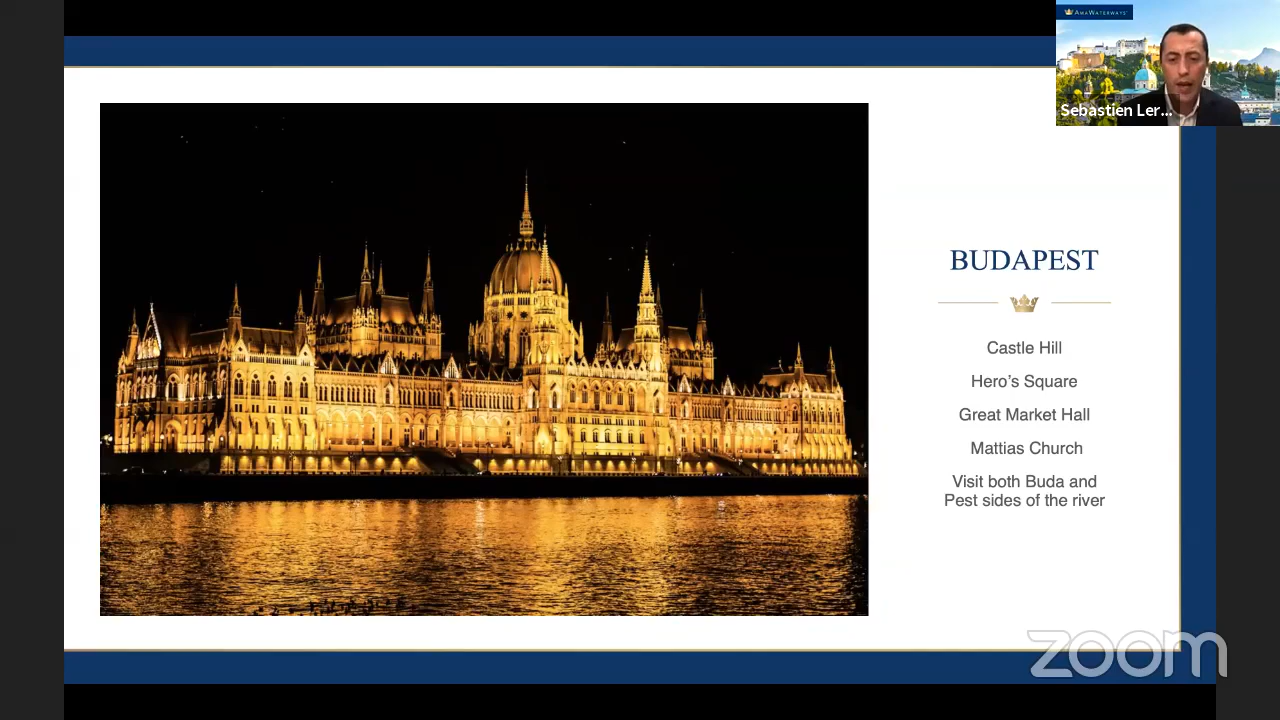 AMAWATERWAYS
Sebastien Ler...
BUDAPEST
Castle Hill
Hero's Square
Great Market Hall
Mattias Church
Visit both Buda and
Pest sides of the river
zoom